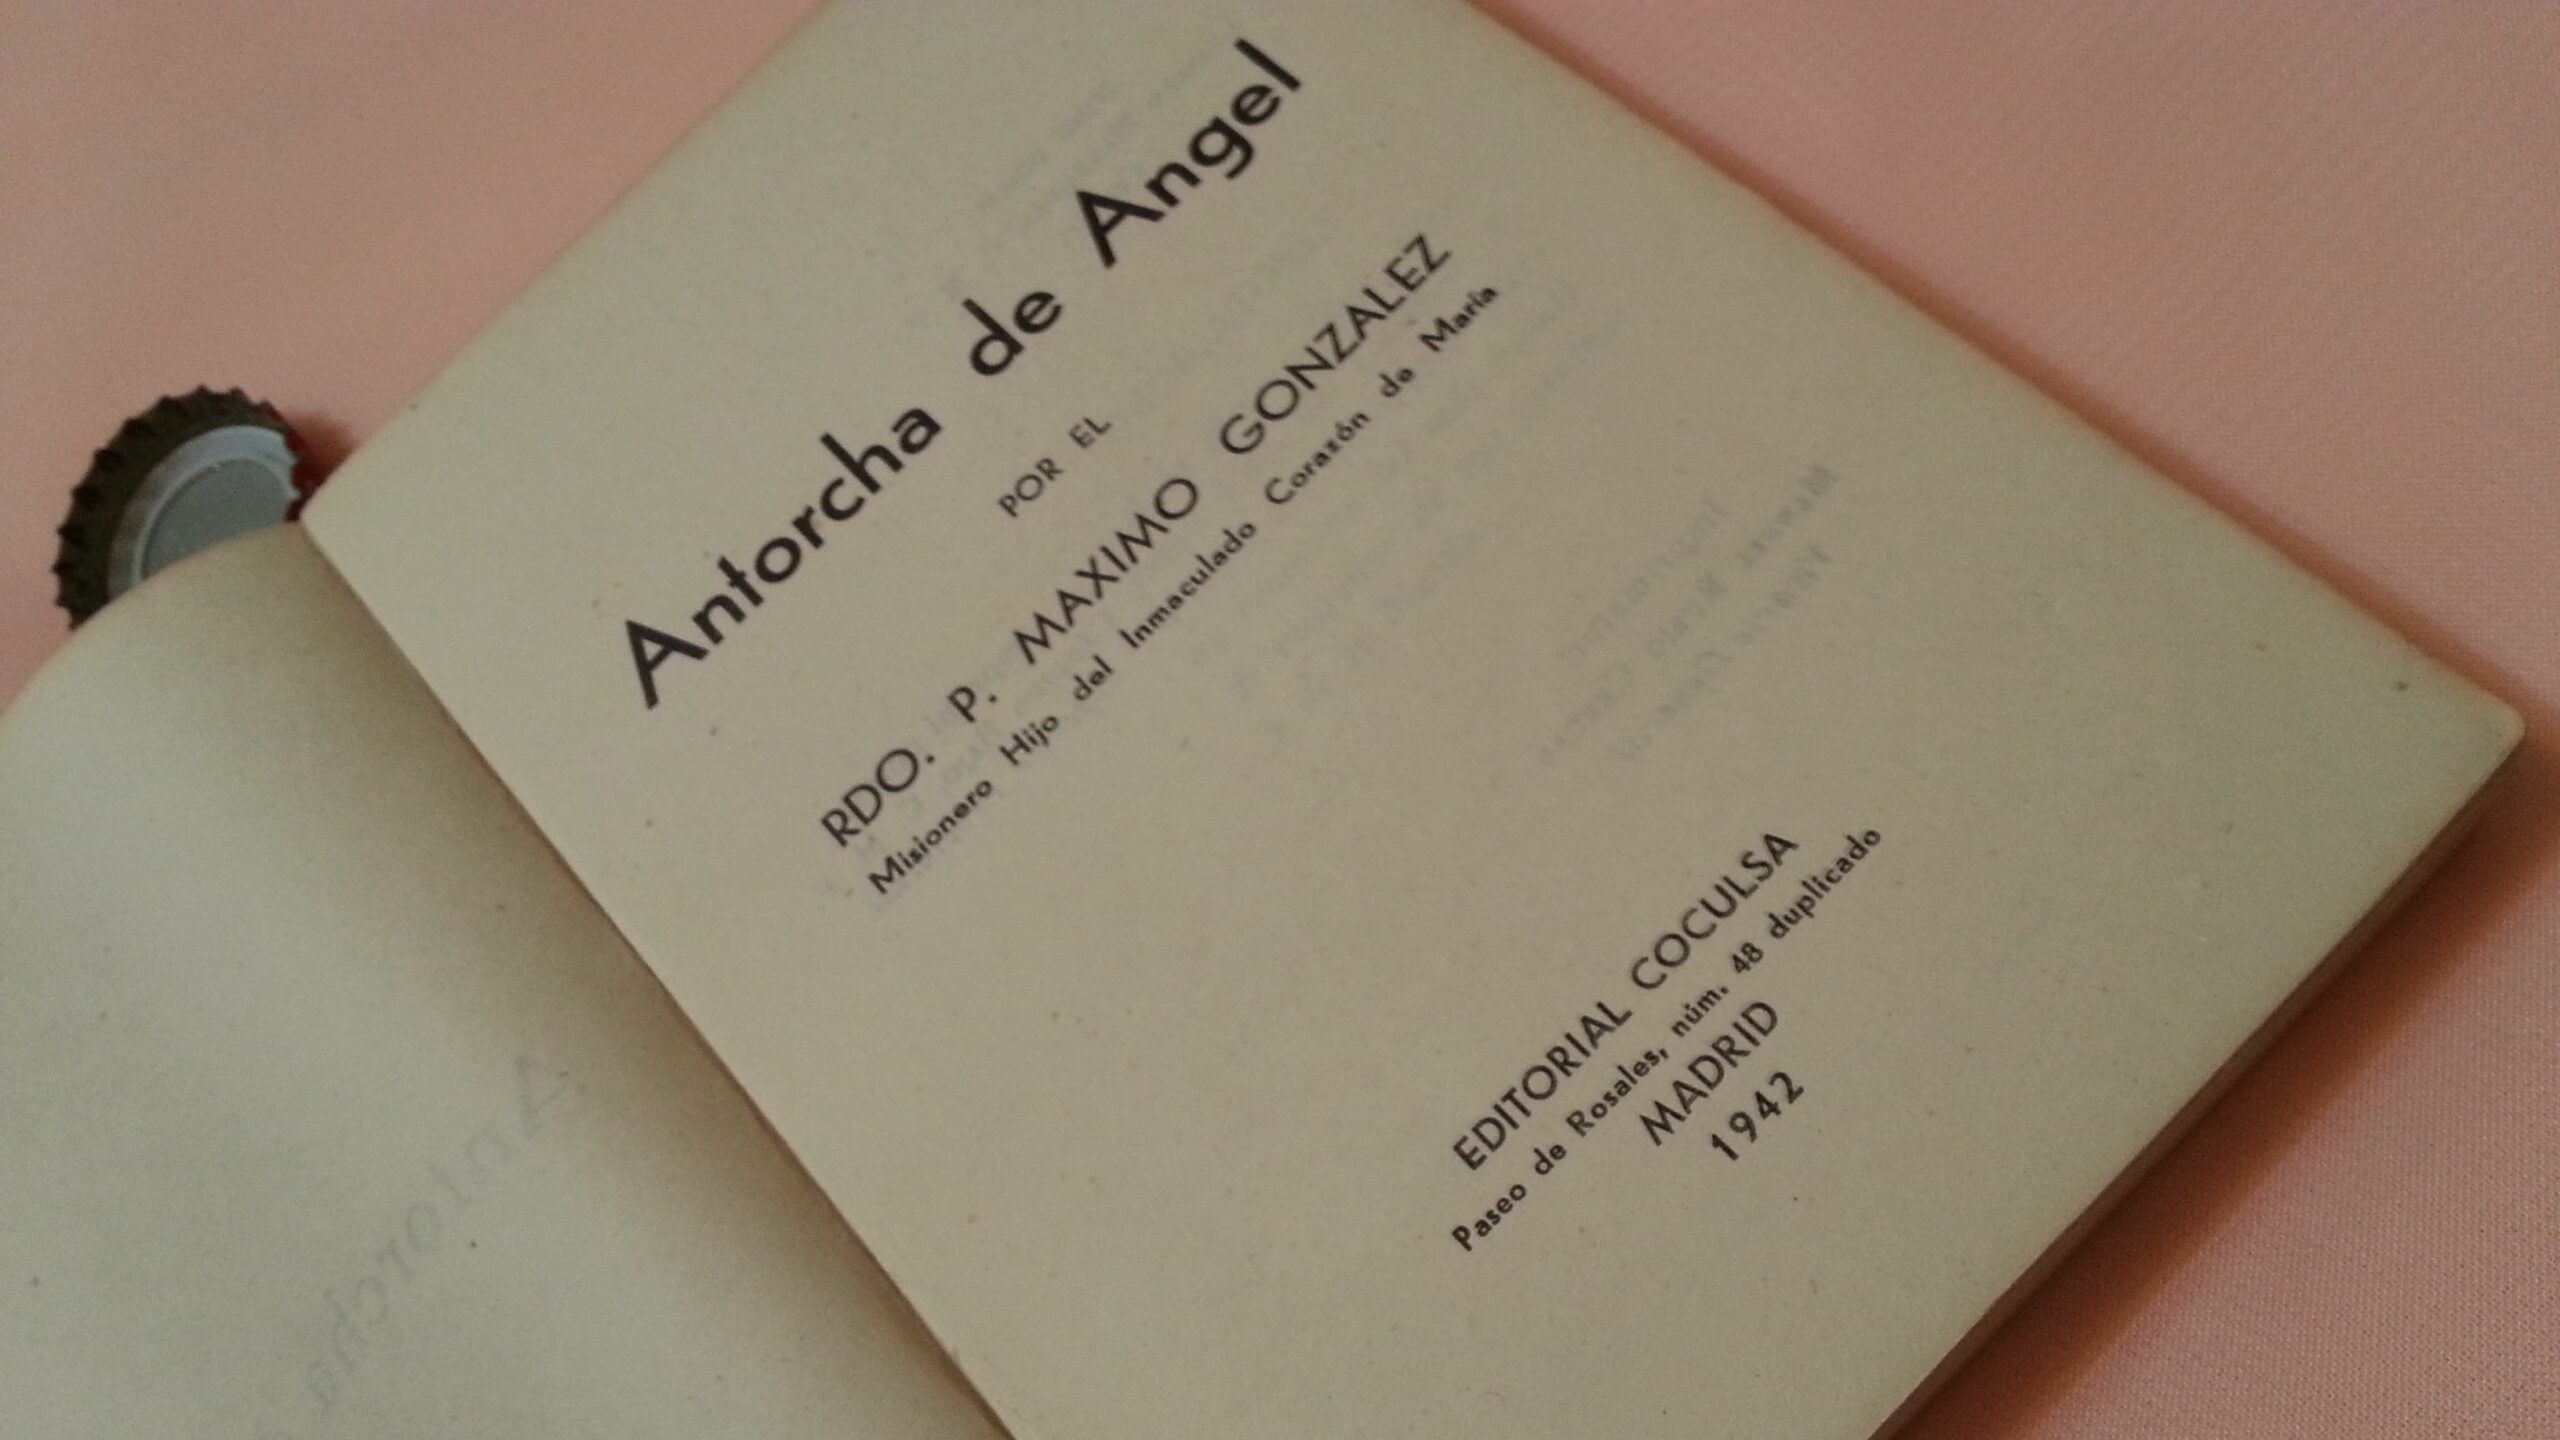 Antorcha de Angel
POR EL
RDO. P. MAXIMO GONZALEZ
Misionero Hijo del Inmaculado Corazón de María
EDITORIAL COCULSA
Paseo de Rosales, núm. 48 duplicado
MADRID
1942
Antorcha